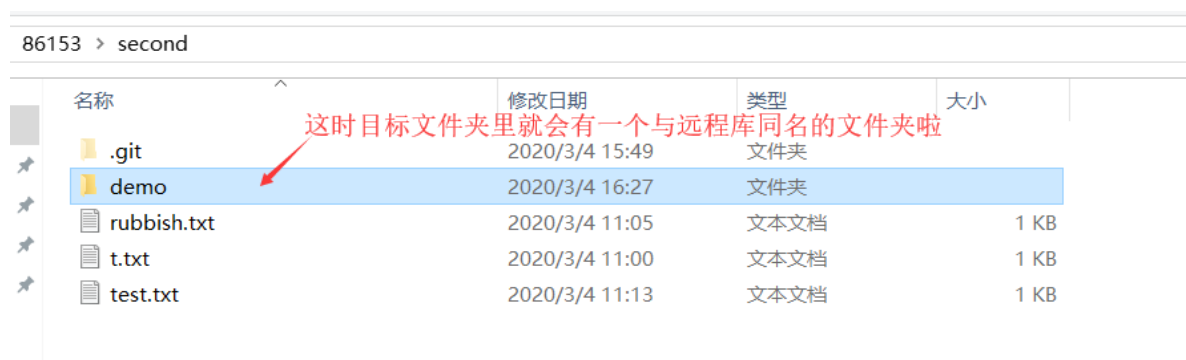 86153 > second
名称 修改日期 类型 大小
这时目标文件夹里就会有一个与远程库同名的文件夹啦
.git 2020/3/4 15:49 文件夹
demo 2020/3/4 16:27 文件夹
rubbish.txt 2020/3/4 11:05 文本文档 1 KB
t.txt 2020/3/4 11:00 文本文档 1 KB
test.txt 2020/3/4 11:13 文本文档 1 KB